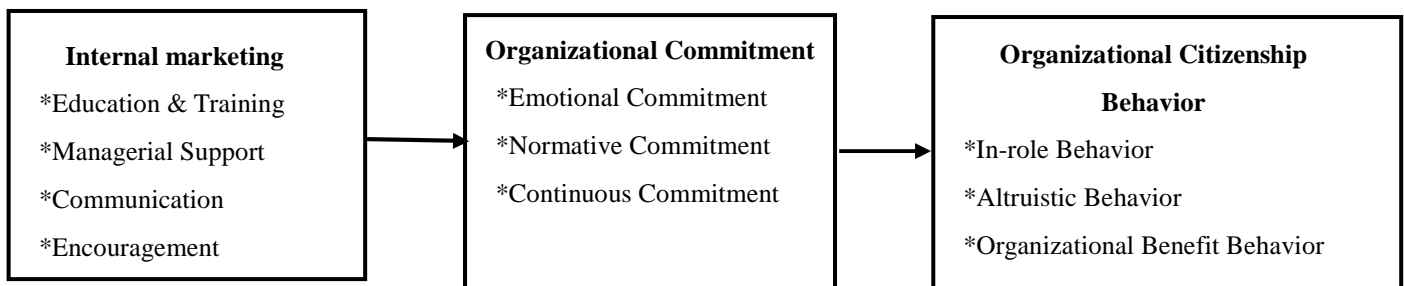 Internal marketing
*Education & Training
*Managerial Support
*Communication
*Encouragement
Organizational Commitment
*Emotional Commitment
*Normative Commitment
*Continuous Commitment
Organizational Citizenship
Behavior
*In-role Behavior
*Altruistic Behavior
*Organizational Benefit Behavior